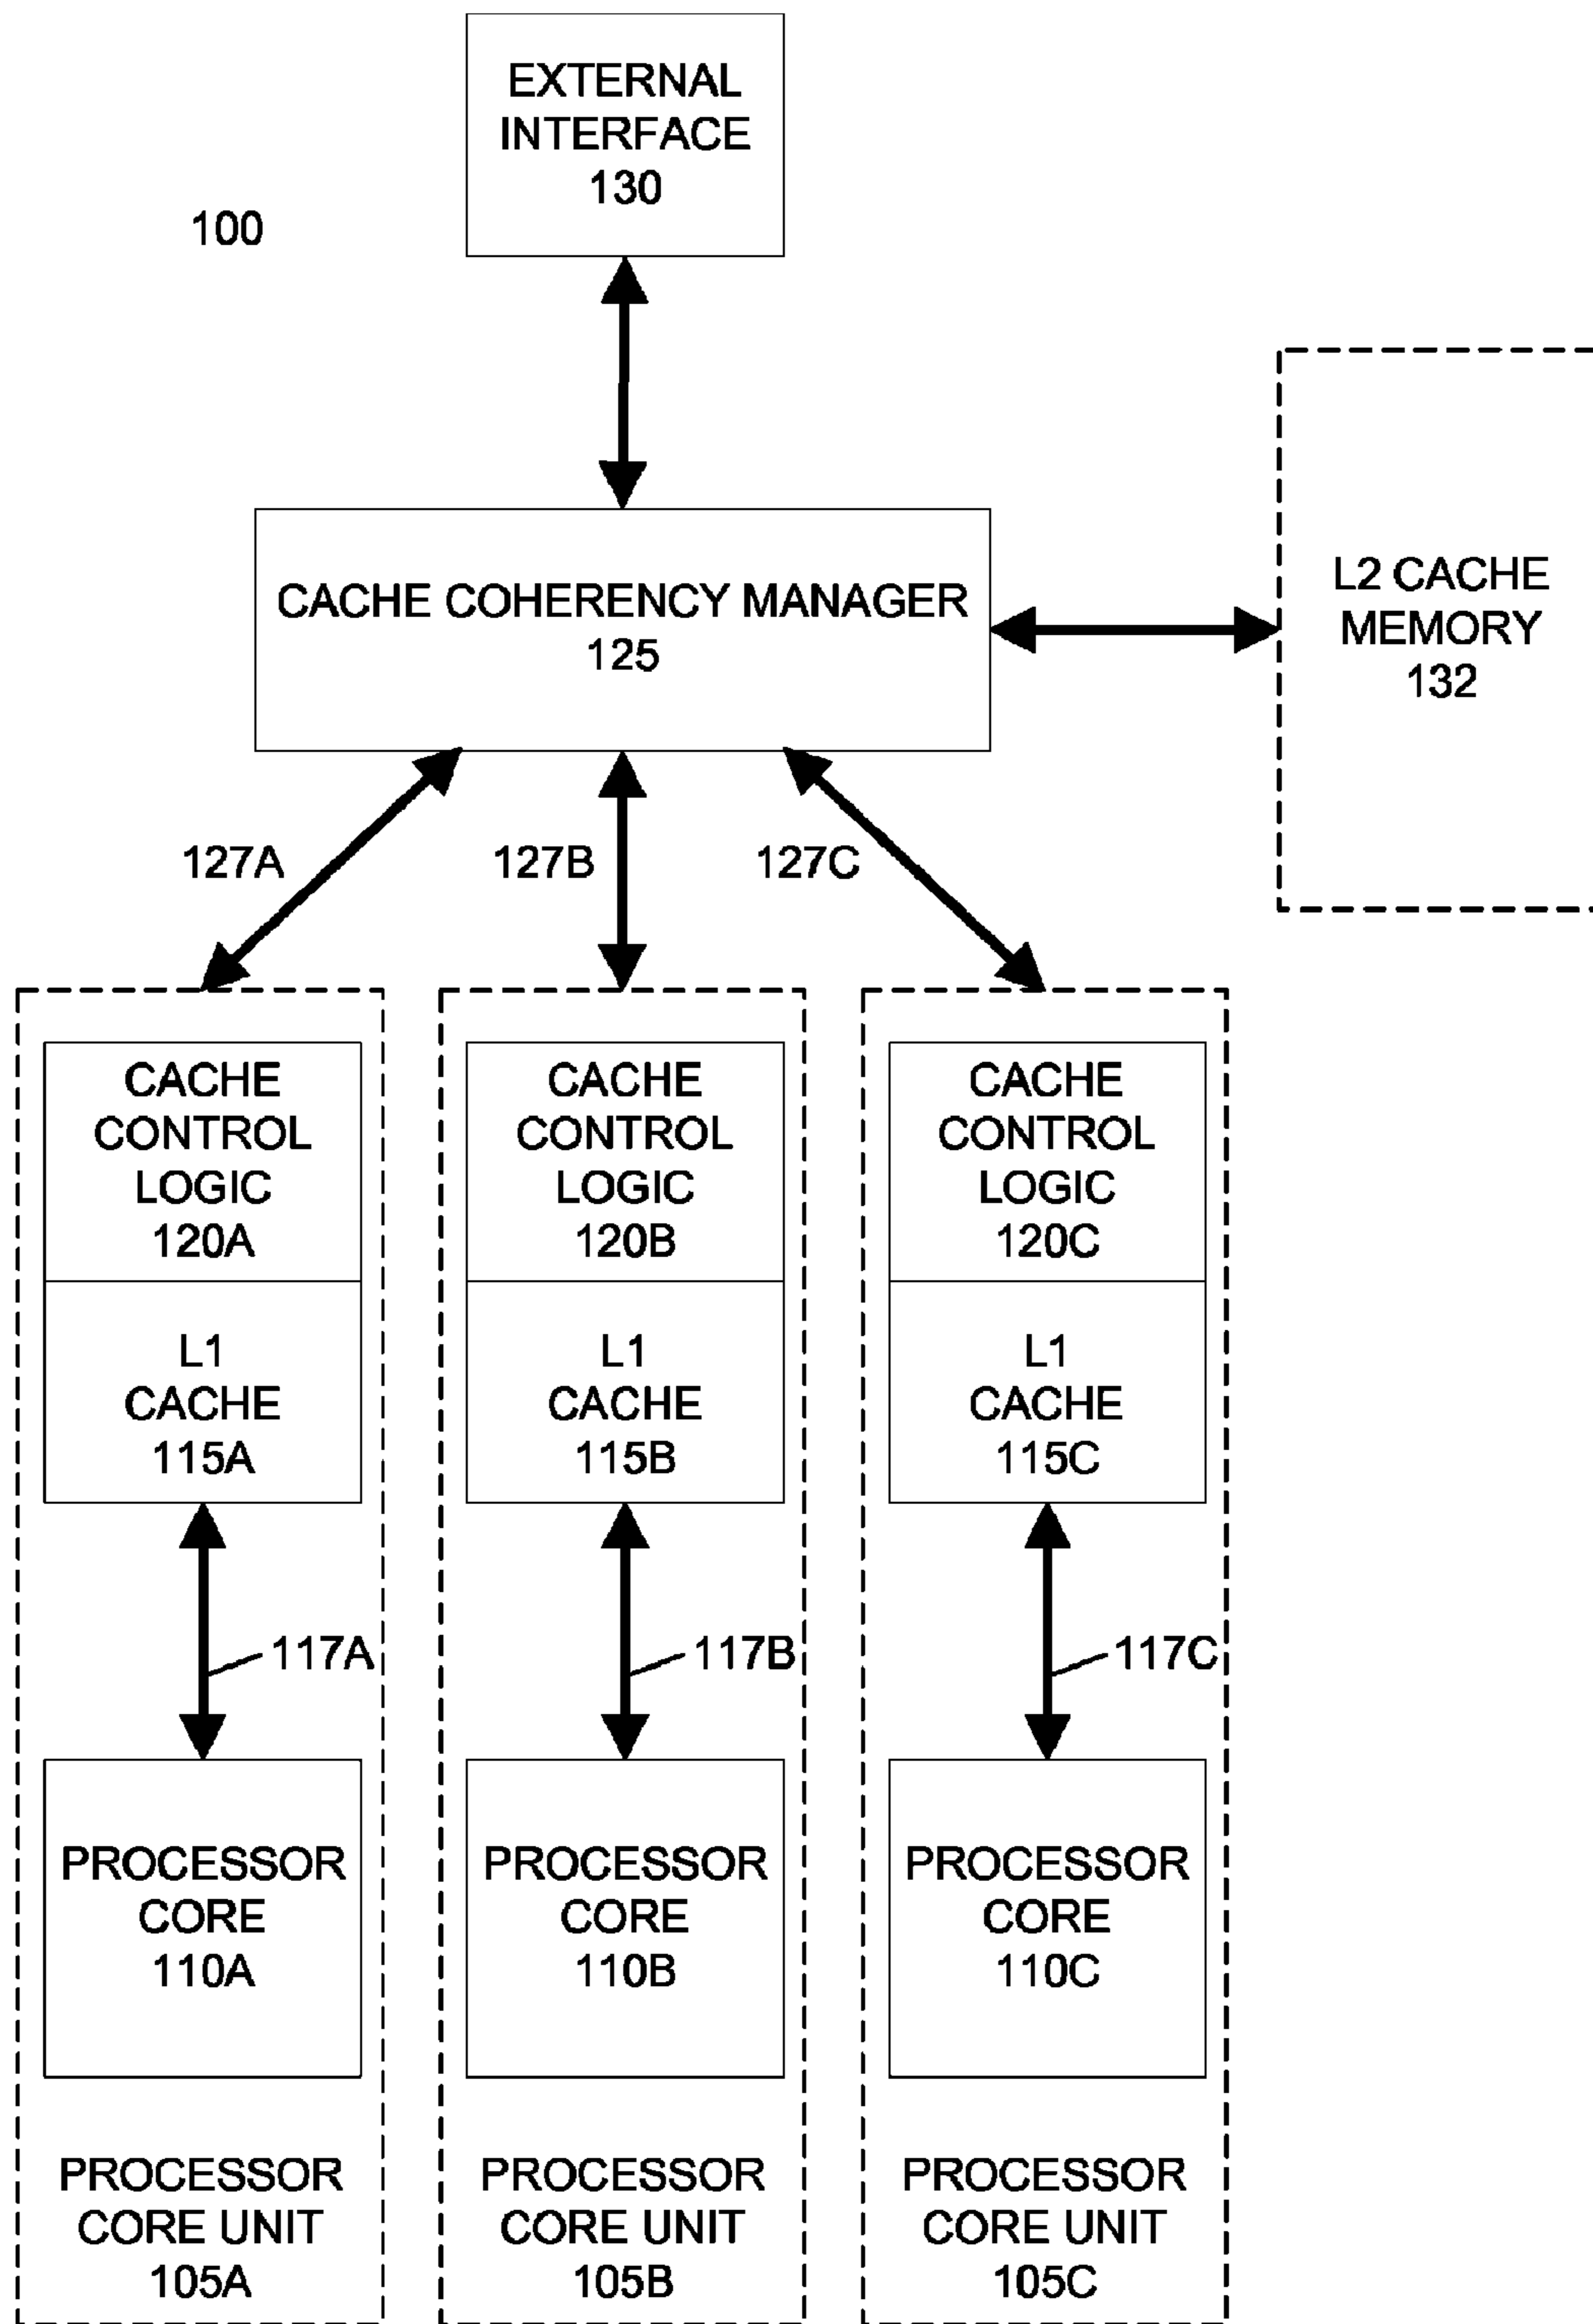 EXTERNAL
INTERFACE
130
100
CACHE COHERENCY MANAGER
125
L2 CACHE
MEMORY
132
127A
127B
127C
CACHE
CONTROL
LOGIC
120A
L1
CACHE
115A
117A
PROCESSOR
CORE
110A
PROCESSOR
CORE UNIT
105A
CACHE
CONTROL
LOGIC
120B
L1
CACHE
115B
117B
PROCESSOR
CORE
110B
PROCESSOR
CORE UNIT
105B
CACHE
CONTROL
LOGIC
120C
L1
CACHE
115C
117C
PROCESSOR
CORE
110C
PROCESSOR
CORE UNIT
105C